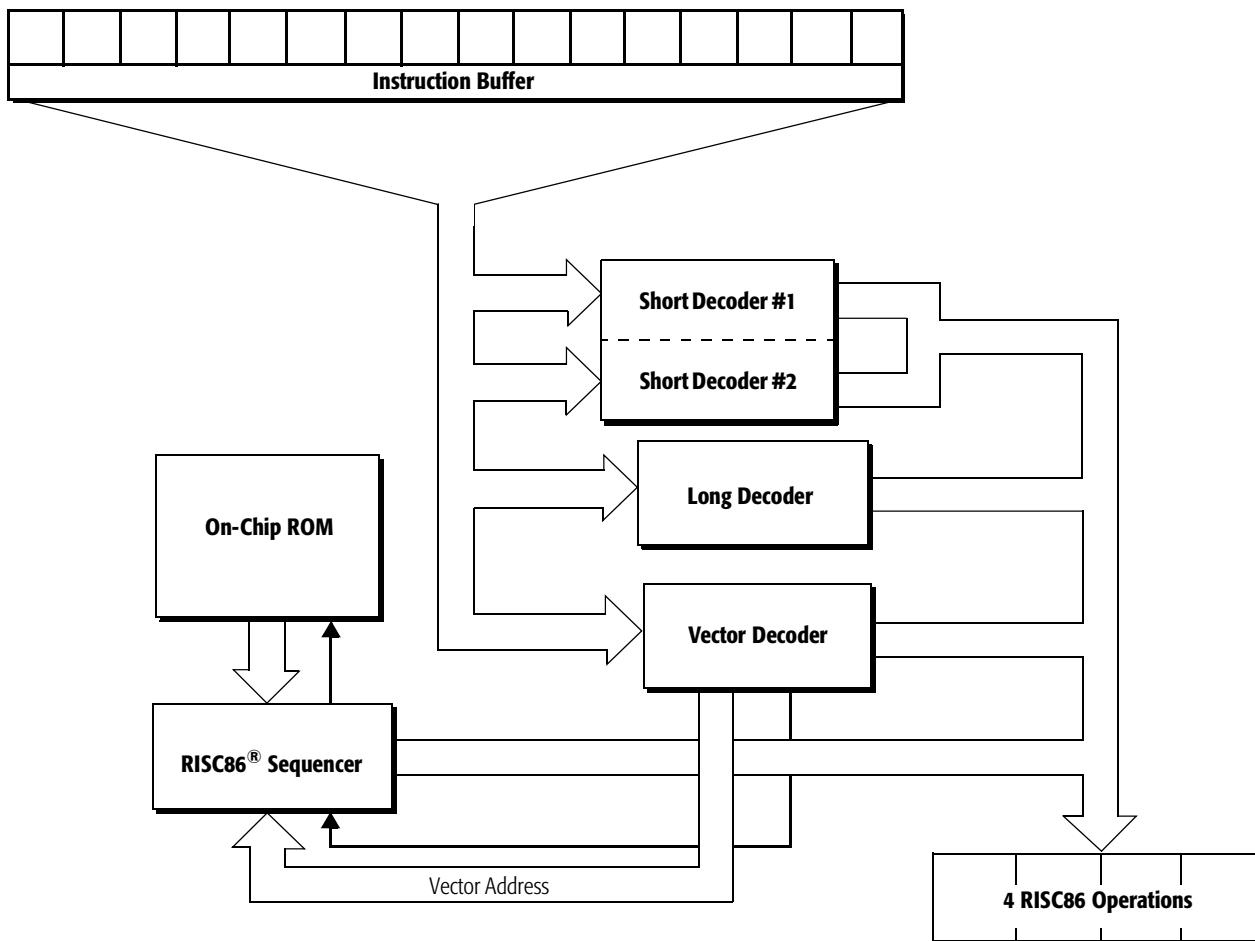 Instruction Buffer
Short Decoder #1
Short Decoder #2
Long Decoder
On-Chip ROM
Vector Decoder
RISC86® Sequencer
Vector Address
4 RISC86 Operations